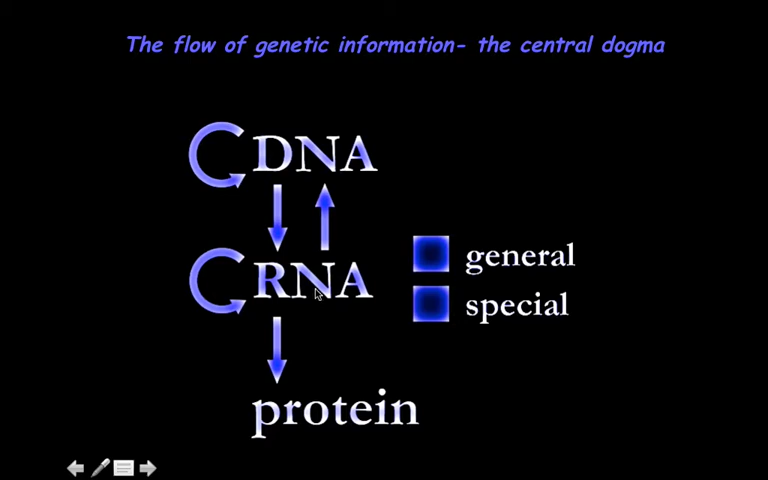 The flow of genetic information- the central dogma
DNA
RNA
general
special
protein